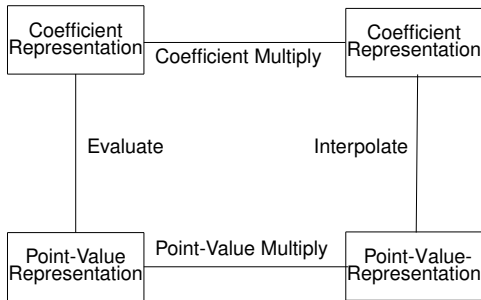 Coefficient
Representation
Coefficient Multiply
Coefficient
Representation
Evaluate
Interpolate
Point-Value
Representation
Point-Value Multiply
Point-Value-
Representation